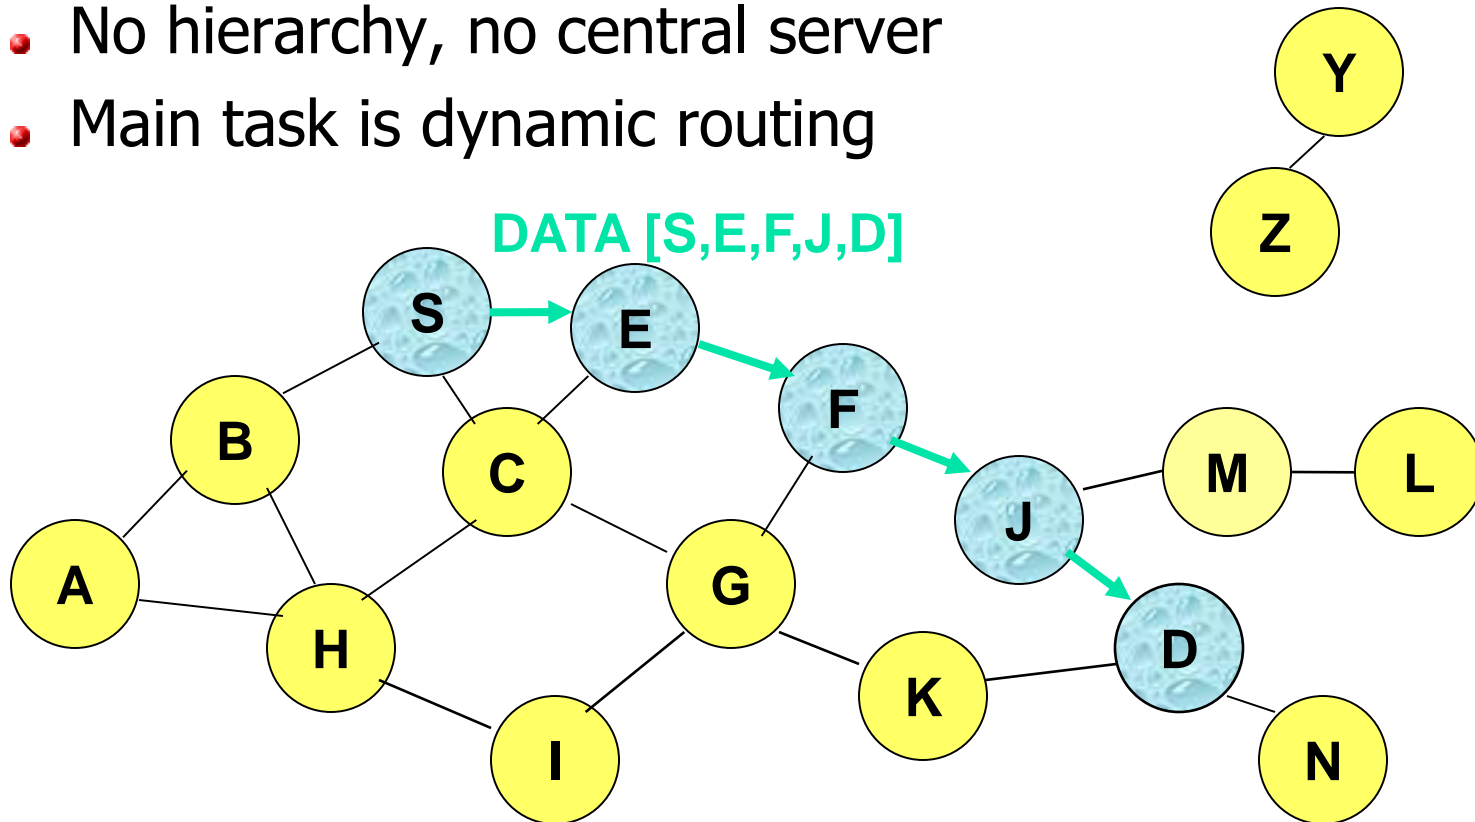 No hierarchy, no central server
Main task is dynamic routing
Y
Z
DATA [S,E,F,J,D]
S
E
F
B
C
M
L
J
A
G
H
D
K
I
N